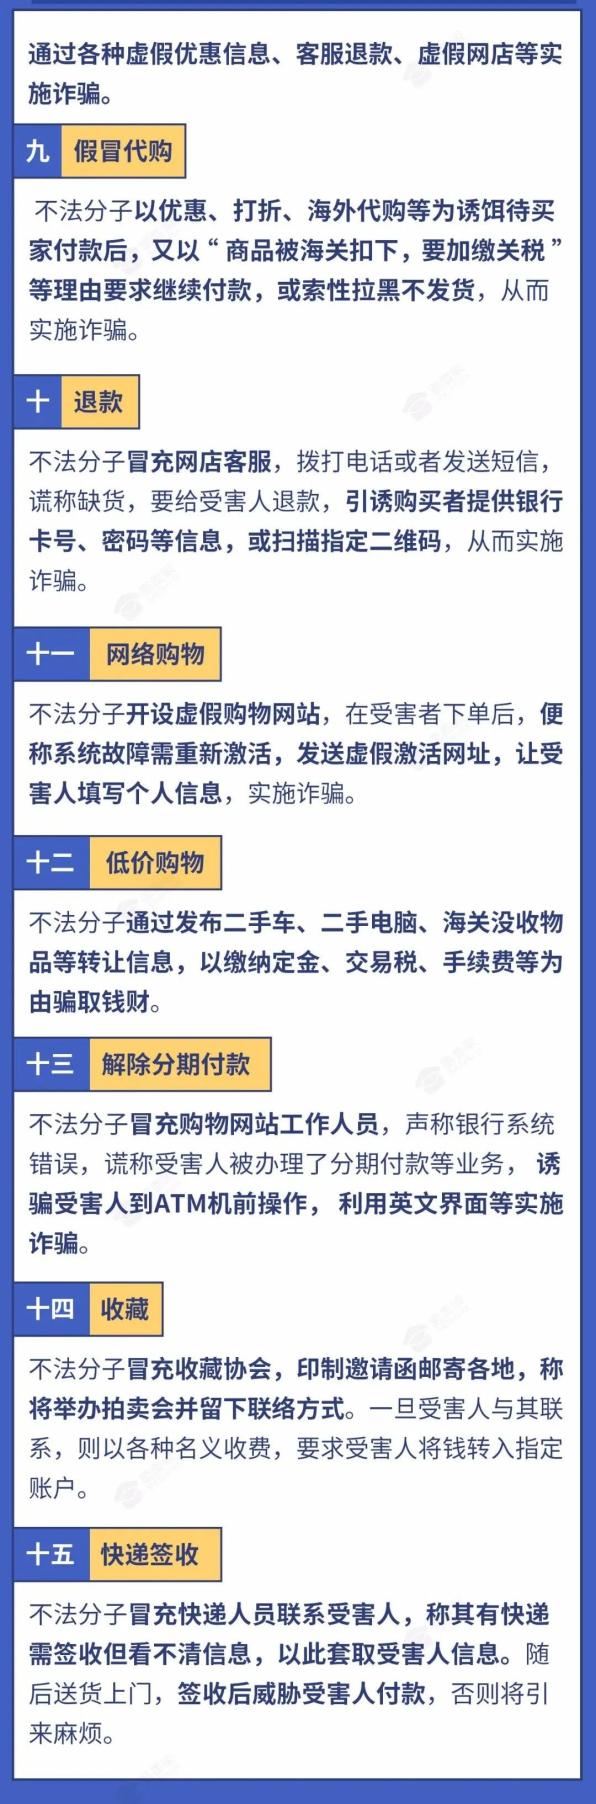 通过各种虚假优惠信息、客服退款、虚假网店等实
施诈骗。
九 假冒代购
不法分子以优惠、打折、海外代购等为诱饵待买
家付款后，又以“商品被海关扣下，要加缴关税”
等理由要求继续付款，或索性拉黑不发货，从而
实施诈骗。
十 退款
不法分子冒充网店客服，拨打电话或者发送短信，
谎称缺货，要给受害人退款，引诱购买者提供银行
卡号、密码等信息，或扫描指定二维码，从而实施
诈骗。
十一 网络购物
不法分子开设虚假购物网站，在受害者下单后，便
称系统故障需重新激活，发送虚假激活网址，让受
害人填写个人信息，实施诈骗。
十二 低价购物
不法分子通过发布二手车、二手电脑、海关没收物
品等转让信息，以缴纳定金、交易税、手续费等为
由骗取钱财。
十三 解除分期付款
不法分子冒充购物网站工作人员，声称银行系统
错误，谎称受害人被办理了分期付款等业务，诱
骗受害人到ATM机前操作，利用英文界面等实施
诈骗。
十四 收藏
不法分子冒充收藏协会，印制邀请函邮寄各地，称
将举办拍卖会并留下联络方式。一旦受害人与其联
系，则以各种名义收费，要求受害人将钱转入指定
账户。
十五 快递签收
不法分子冒充快递人员联系受害人，称其有快递
需签收但看不清信息，以此套取受害人信息。随
后送货上门，签收后威胁受害人付款，否则将引
来麻烦。